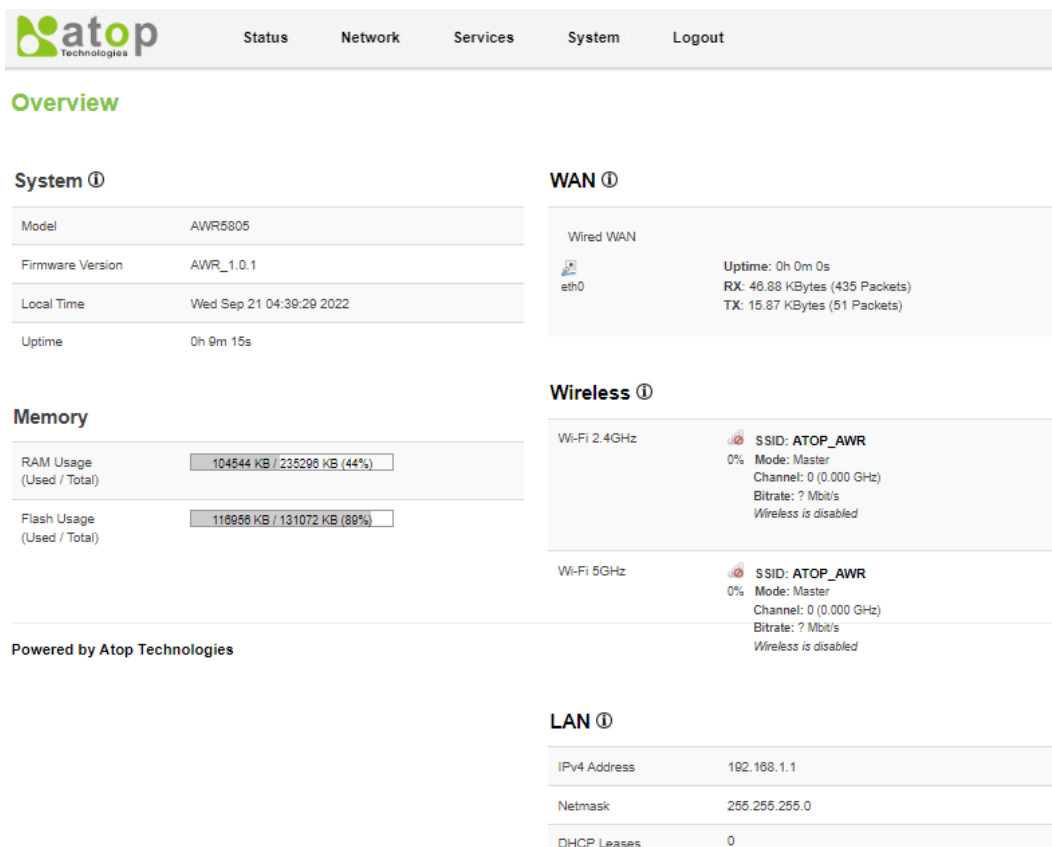 atop
Technologies
Status Network Services System Logout
Overview
System
Model AWR5805
Firmware Version AWR_1.0.1
Local Time Wed Sep 21 04:39:29 2022
Uptime 0h 9m 15s
Memory
RAM Usage
(Used / Total)
104544 KB / 235296 KB (44%)
Flash Usage
(Used / Total)
116956 KB / 131072 KB (89%)
Powered by Atop Technologies
WAN
Wired WAN
eth0
Uptime: 0h 0m 0s
RX: 46.88 KBytes (435 Packets)
TX: 15.87 KBytes (51 Packets)
Wireless
Wi-Fi 2.4GHz
0%
SSID: ATOP_AWR
Mode: Master
Channel: 0 (0.000 GHz)
Bitrate: ? Mbit/s
Wireless is disabled
Wi-Fi 5GHz
0%
SSID: ATOP_AWR
Mode: Master
Channel: 0 (0.000 GHz)
Bitrate: ? Mbit/s
Wireless is disabled
LAN
IPv4 Address 192.168.1.1
Netmask 255.255.255.0
DHCP Leases 0